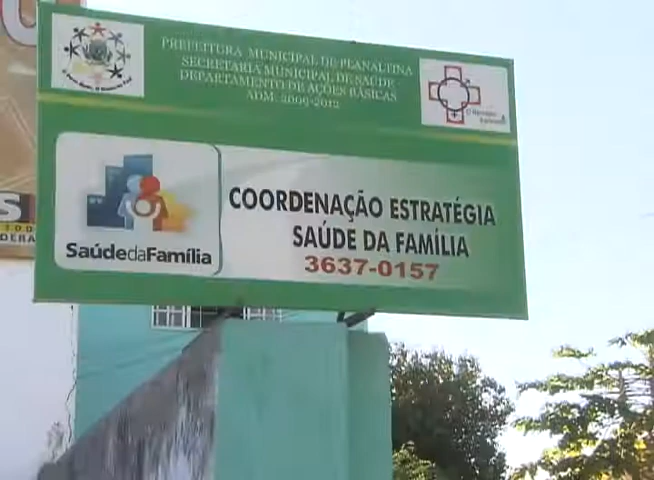 PREFEITURA MUNICIPAL DE PLANALTINA
SECRETARIA MUNICIPAL DE SAÚDE
DEPARTAMENTO DE AÇÕES BÁSICAS
ADM. 2009-2012
SaúdedaFamília
COORDENAÇÃO ESTRATÉGIA
SAÚDE DA FAMÍLIA
3637-0157